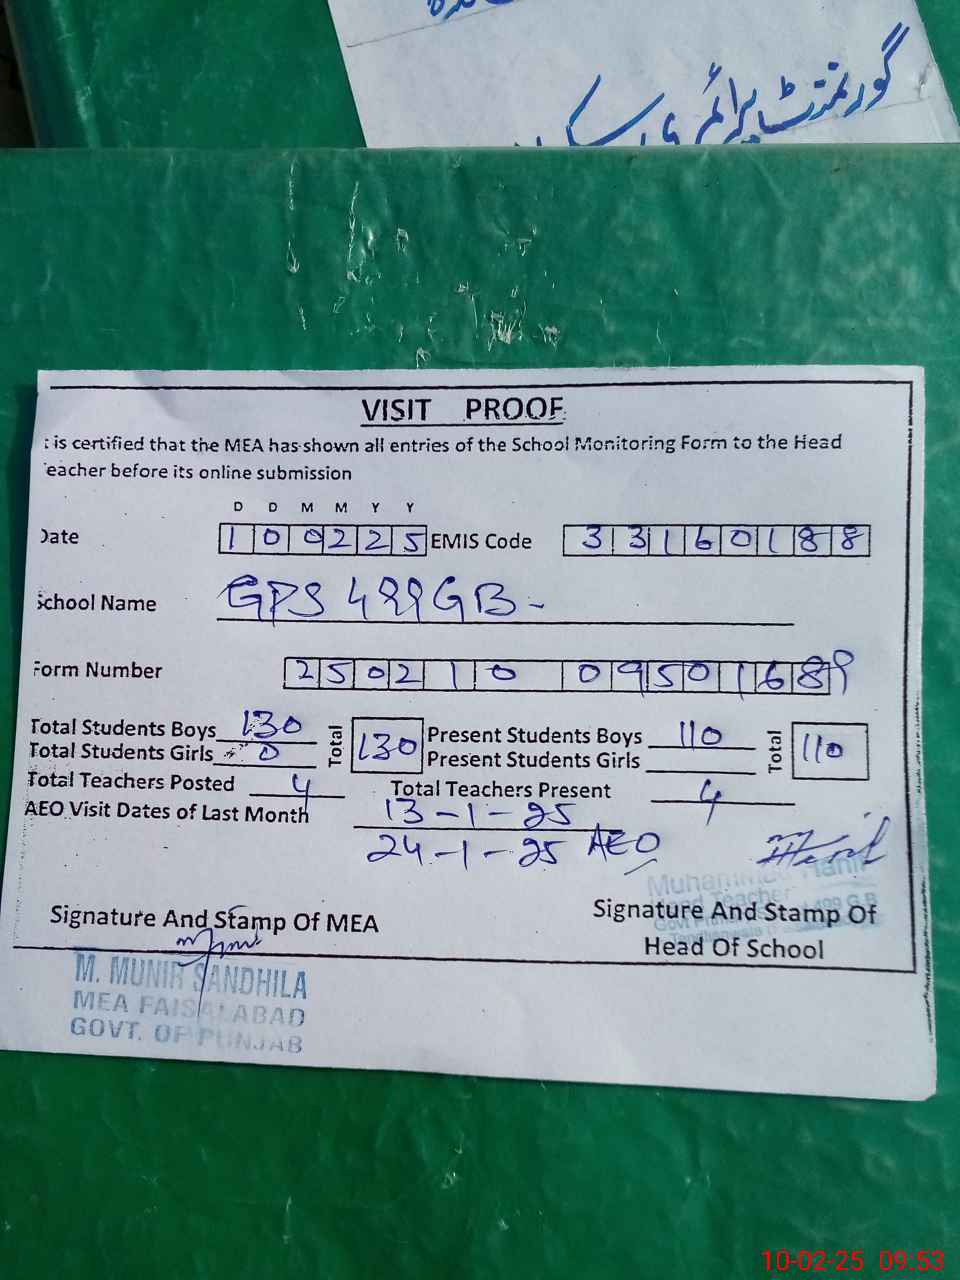 گورنمنٹ پرائمری
VISIT PROOF
is certified that the MEA has shown all entries of the School Monitoring Form to the Head
eacher before its online submission
D D M M Y Y
Date 1 0 0 2 2 5 EMIS Code 3 3 1 6 0 1 8 8
School Name GPS 499 GB -
Form Number 2 5 0 2 1 0 0 9 5 0 1 6 8 9
Total Students Boys 130 Total 130 Present Students Boys 110 Total 110
Total Students Girls 0 Present Students Girls
Total Teachers Posted 4 Total Teachers Present 4
AEO Visit Dates of Last Month 13-1-25
24-1-25 AEO
Signature And Stamp Of MEA
Signature And Stamp Of
Head Of School
M. MUNIR SANDHILA
MEA FAISALABAD
GOVT. OF PUNJAB
10-02-25 09:53